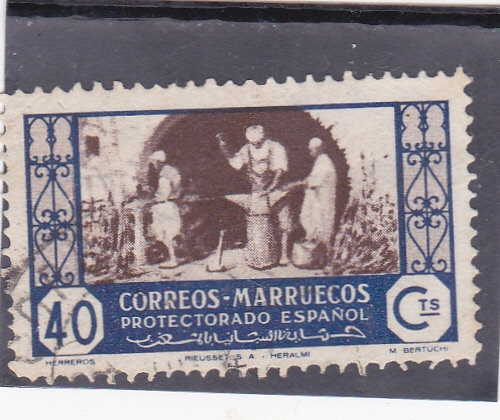 CORREOS-MARRUECOS
PROTECTORADO ESPAÑOL
40
CTS
HERREROS
RIEUSSET, S A. - HERALMI
M. BERTUCHI